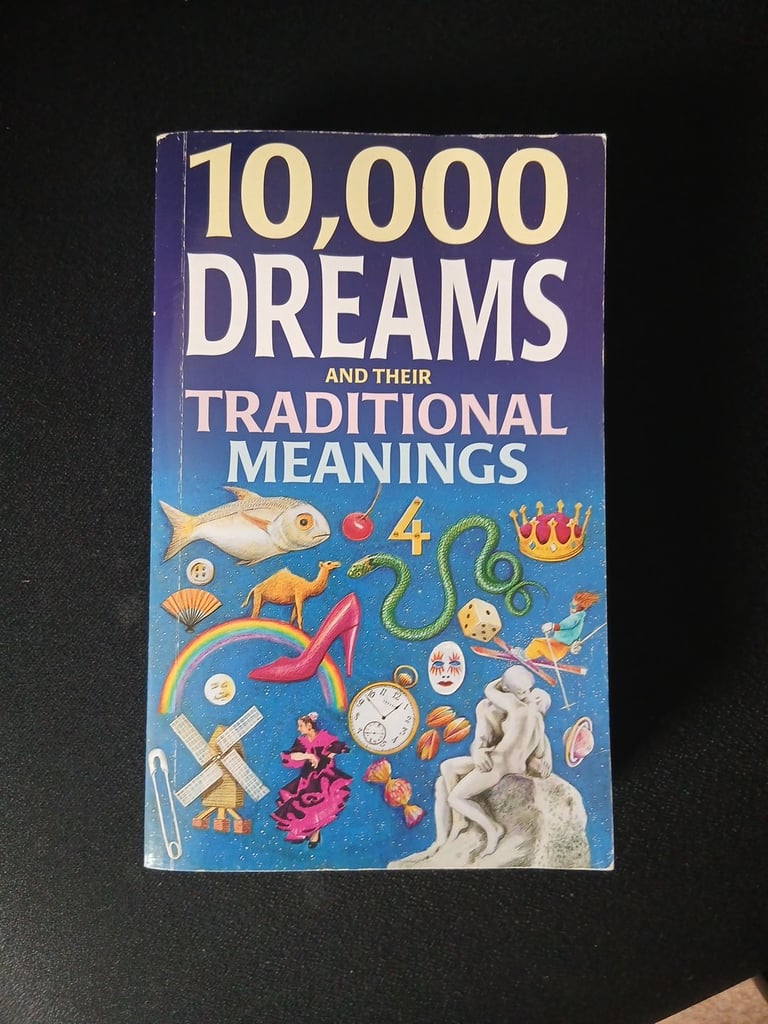 10,000
DREAMS
AND THEIR
TRADITIONAL
MEANINGS
4